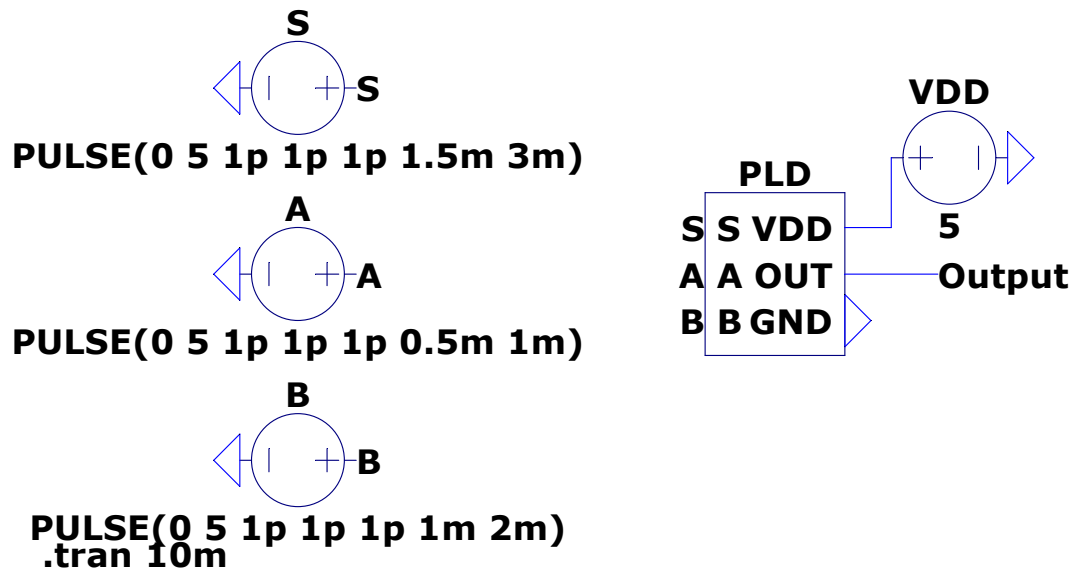 S
S
PULSE(0 5 1p 1p 1p 1.5m 3m)
A
A
PULSE(0 5 1p 1p 1p 0.5m 1m)
B
B
PULSE(0 5 1p 1p 1p 1m 2m)
.tran 10m
VDD
5
PLD
S S VDD
A A OUT Output
B B GND